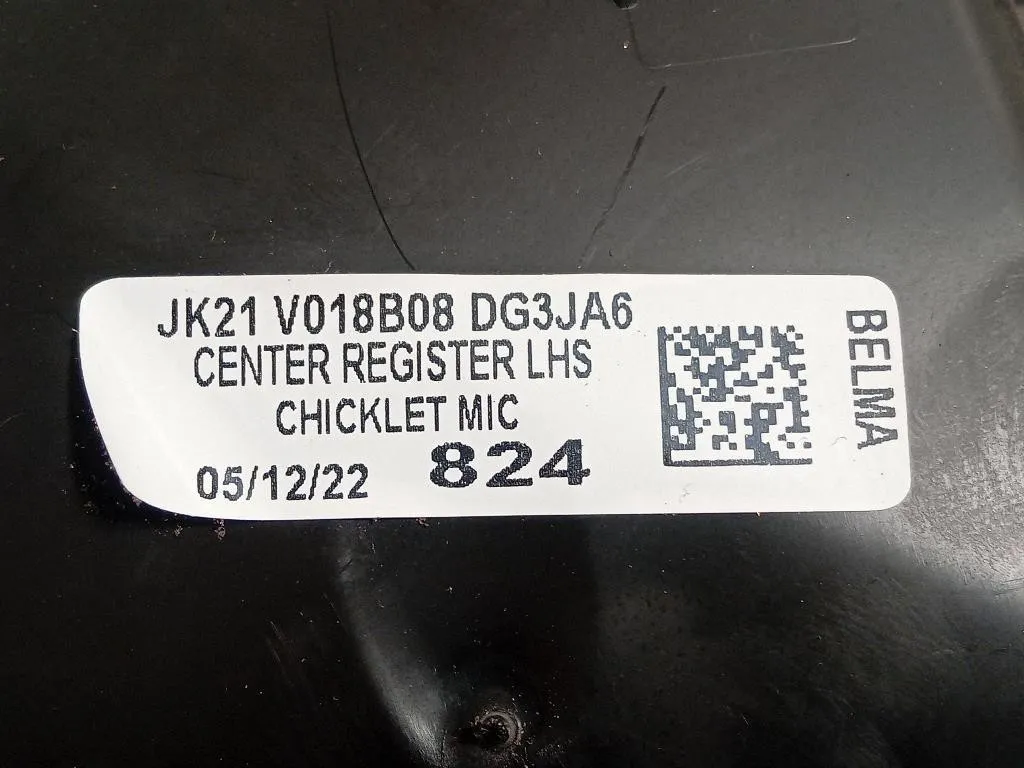 JK21 V018B08 DG3JA6
CENTER REGISTER LHS
CHICKLET MIC
05/12/22 824
BELMA